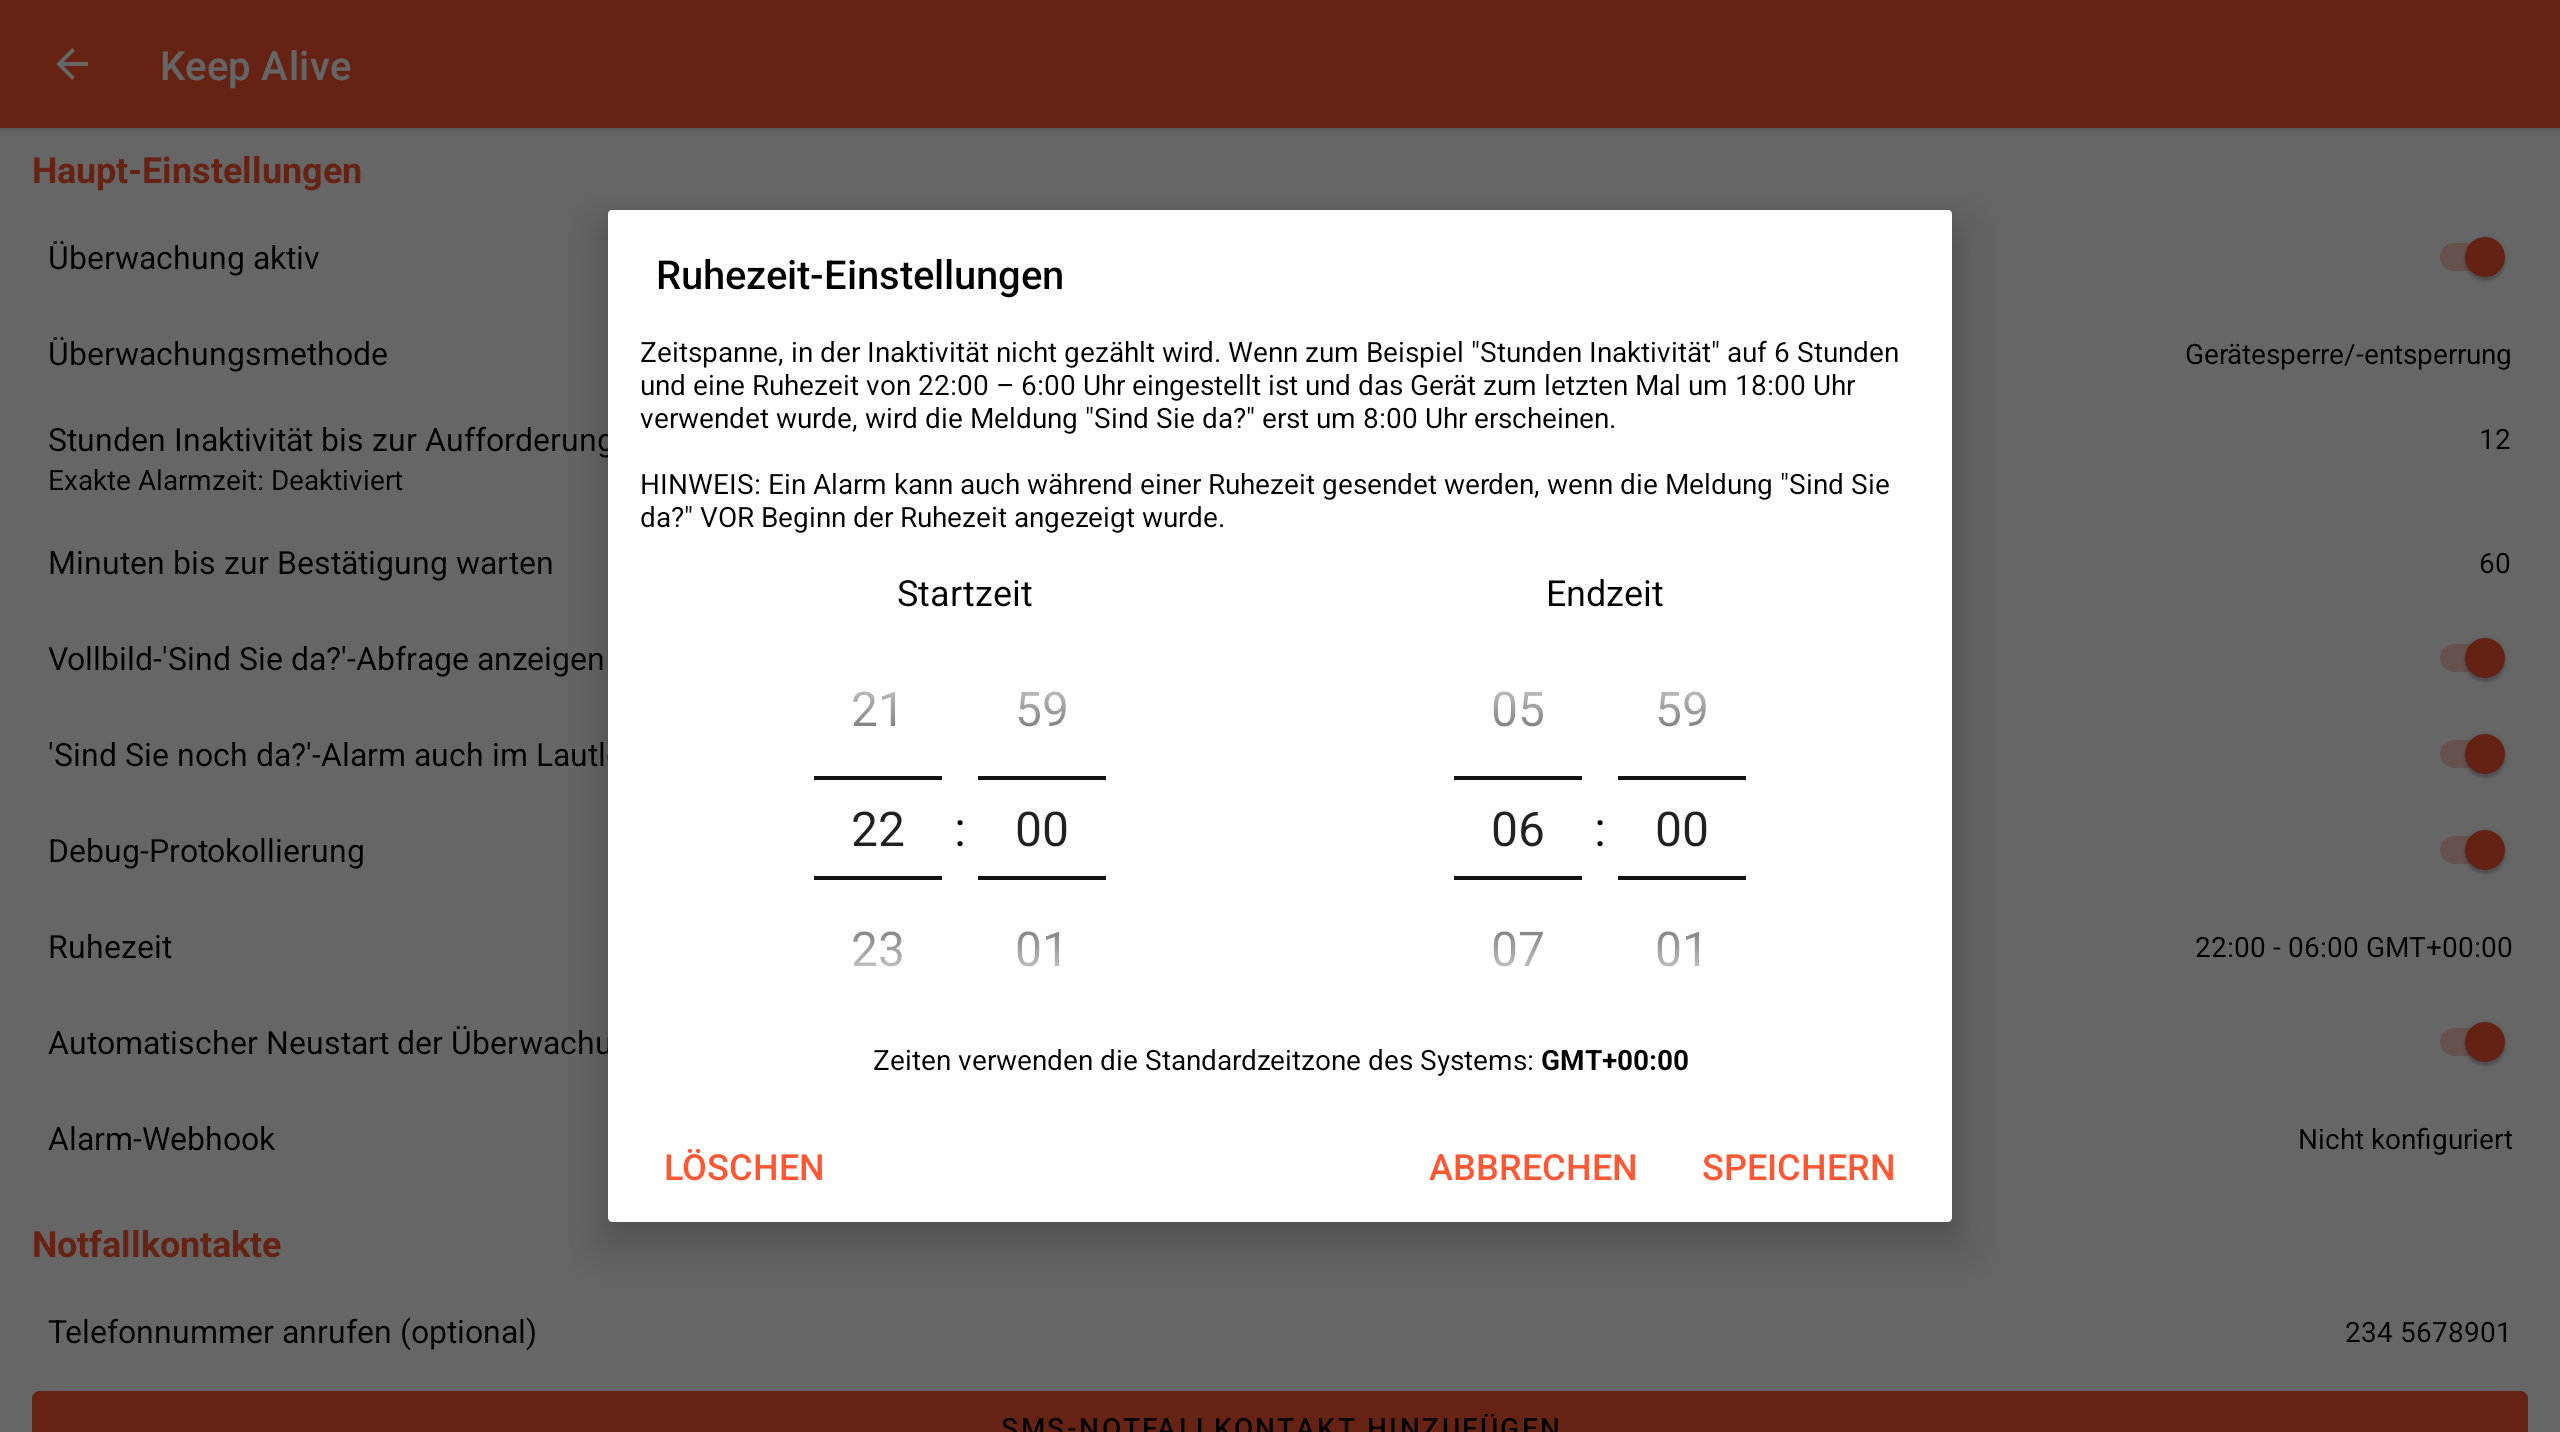 Keep Alive
Haupt-Einstellungen
Überwachung aktiv
Überwachungsmethode
Gerätesperre/-entsperrung
Stunden Inaktivität bis zur Aufforderung
12
Exakte Alarmzeit: Deaktiviert
Minuten bis zur Bestätigung warten
60
Vollbild-'Sind Sie da?'-Abfrage anzeigen
'Sind Sie noch da?'-Alarm auch im
Debug-Protokollierung
Ruhezeit
22:00 - 06:00 GMT+00:00
Automatischer Neustart der
Alarm-Webhook
Nicht konfiguriert
Notfallkontakte
Telefonnummer anrufen (optional)
234 5678901
SMS-NOTFALLKONTAKT HINZUFÜGEN
Ruhezeit-Einstellungen
Zeitspanne, in der Inaktivität nicht gezählt wird. Wenn zum Beispiel "Stunden Inaktivität" auf 6 Stunden
und eine Ruhezeit von 22:00 – 6:00 Uhr eingestellt ist und das Gerät zum letzten Mal um 18:00 Uhr
verwendet wurde, wird die Meldung "Sind Sie da?" erst um 8:00 Uhr erscheinen.
HINWEIS: Ein Alarm kann auch während einer Ruhezeit gesendet werden, wenn die Meldung "Sind Sie
da?" VOR Beginn der Ruhezeit angezeigt wurde.
Startzeit
Endzeit
21 59
05 59
22 : 00
06 : 00
23 01
07 01
Zeiten verwenden die Standardzeitzone des Systems: GMT+00:00
LÖSCHEN
ABBRECHEN
SPEICHERN